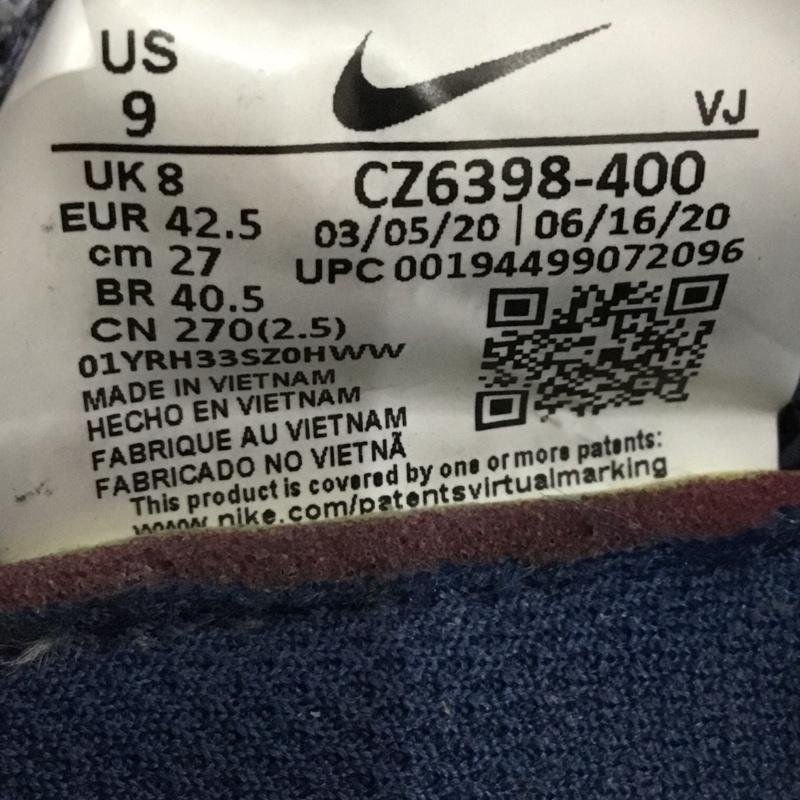 US
9
VJ
UK 8
CZ6398-400
EUR 42.5
03/05/20 | 06/16/20
cm 27
UPC 00194499072096
BR 40.5
CN 270(2.5)
01YRH33SZ0HWW
MADE IN VIETNAM
HECHO EN VIETNAM
FABRIQUE AU VIETNAM
FABRICADO NO VIETNÃ
This product is covered by one or more patents:
www.nike.com/patentsvirtualmarking